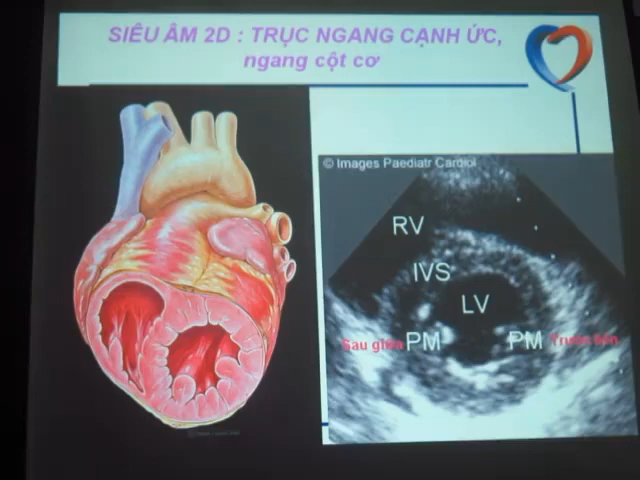 SIÊU ÂM 2D : TRỤC NGANG CẠNH ỨC,
ngang cột cơ
© Images Paediatr Cardiol
RV
IVS
LV
Sau giữa PM PM Trước bên